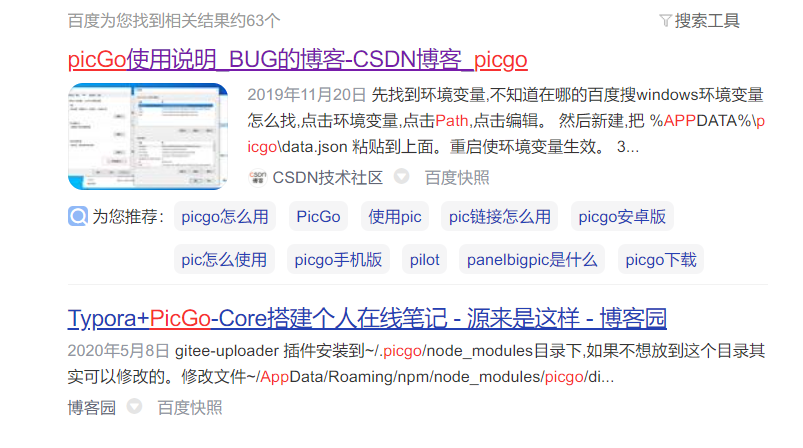 百度为您找到相关结果约63个 搜索工具
picGo使用说明_BUG的博客-CSDN博客_picgo
2019年11月20日 先找到环境变量,不知道在哪的百度搜windows环境变量
怎么找,点击环境变量,点击Path,点击编辑。 然后新建,把 %APPDATA%\p
icgo\data.json 粘贴到上面。重启使环境变量生效。 3...
CSDN技术社区 百度快照
为您推荐： picgo怎么用 PicGo 使用pic pic链接怎么用 picgo安卓版
pic怎么使用 picgo手机版 pilot panelbigpic是什么 picgo下载
Typora+PicGo-Core搭建个人在线笔记 - 源来是这样 - 博客园
2020年5月8日 gitee-uploader 插件安装到~/.picgo/node_modules目录下,如果不想放到这个目录其
实可以修改的。修改文件~/AppData/Roaming/npm/node_modules/picgo/di...
博客园 百度快照